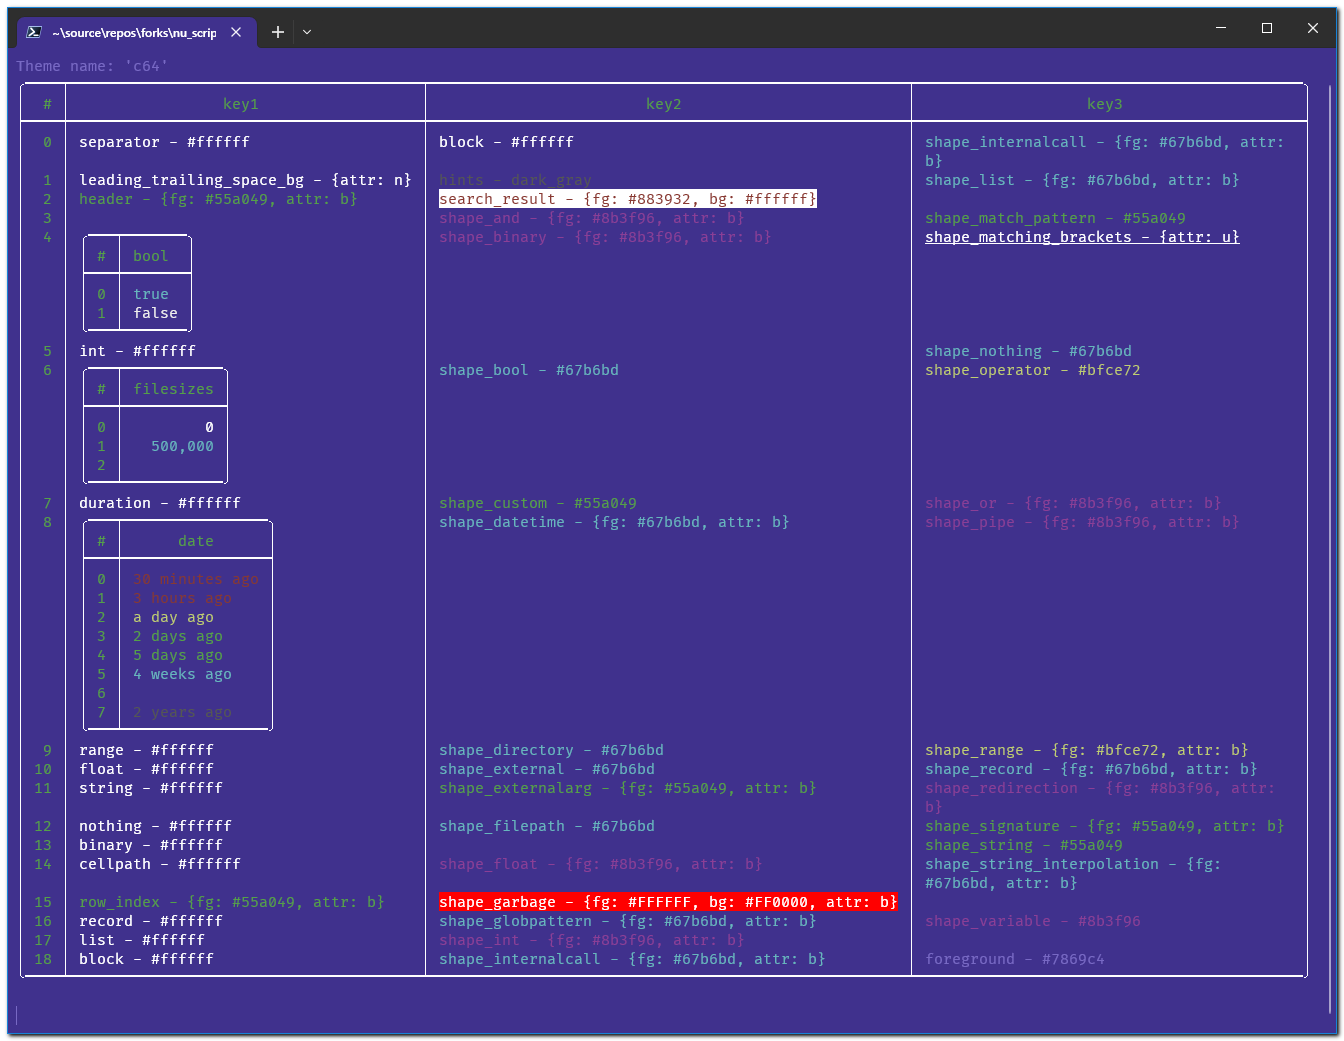 ~\source\repos\forks\nu_scrip
Theme name: 'c64'
# key1 key2 key3
0 separator - #ffffff block - #ffffff shape_internalcall - {fg: #67b6bd, attr:
b}
1 leading_trailing_space_bg - {attr: n} hints - dark_gray shape_list - {fg: #67b6bd, attr: b}
2 header - {fg: #55a049, attr: b} search_result - {fg: #883932, bg: #ffffff}
3 shape_and - {fg: #8b3f96, attr: b} shape_match_pattern - #55a049
4 shape_binary - {fg: #8b3f96, attr: b} shape_matching_brackets - {attr: u}
# bool
0 true
1 false
5 int - #ffffff shape_nothing - #67b6bd
6 shape_bool - #67b6bd shape_operator - #bfce72
# filesizes
0 0
1 500,000
2
7 duration - #ffffff shape_custom - #55a049 shape_or - {fg: #8b3f96, attr: b}
8 shape_datetime - {fg: #67b6bd, attr: b} shape_pipe - {fg: #8b3f96, attr: b}
# date
0 30 minutes ago
1 3 hours ago
2 a day ago
3 2 days ago
4 5 days ago
5 4 weeks ago
6
7 2 years ago
9 range - #ffffff shape_directory - #67b6bd shape_range - {fg: #bfce72, attr: b}
10 float - #ffffff shape_external - #67b6bd shape_record - {fg: #67b6bd, attr: b}
11 string - #ffffff shape_externalarg - {fg: #55a049, attr: b} shape_redirection - {fg: #8b3f96, attr:
b}
12 nothing - #ffffff shape_filepath - #67b6bd shape_signature - {fg: #55a049, attr: b}
13 binary - #ffffff shape_string - #55a049
14 cellpath - #ffffff shape_float - {fg: #8b3f96, attr: b} shape_string_interpolation - {fg:
#67b6bd, attr: b}
15 row_index - {fg: #55a049, attr: b} shape_garbage - {fg: #FFFFFF, bg: #FF0000, attr: b}
16 record - #ffffff shape_globpattern - {fg: #67b6bd, attr: b} shape_variable - #8b3f96
17 list - #ffffff shape_int - {fg: #8b3f96, attr: b}
18 block - #ffffff shape_internalcall - {fg: #67b6bd, attr: b} foreground - #7869c4